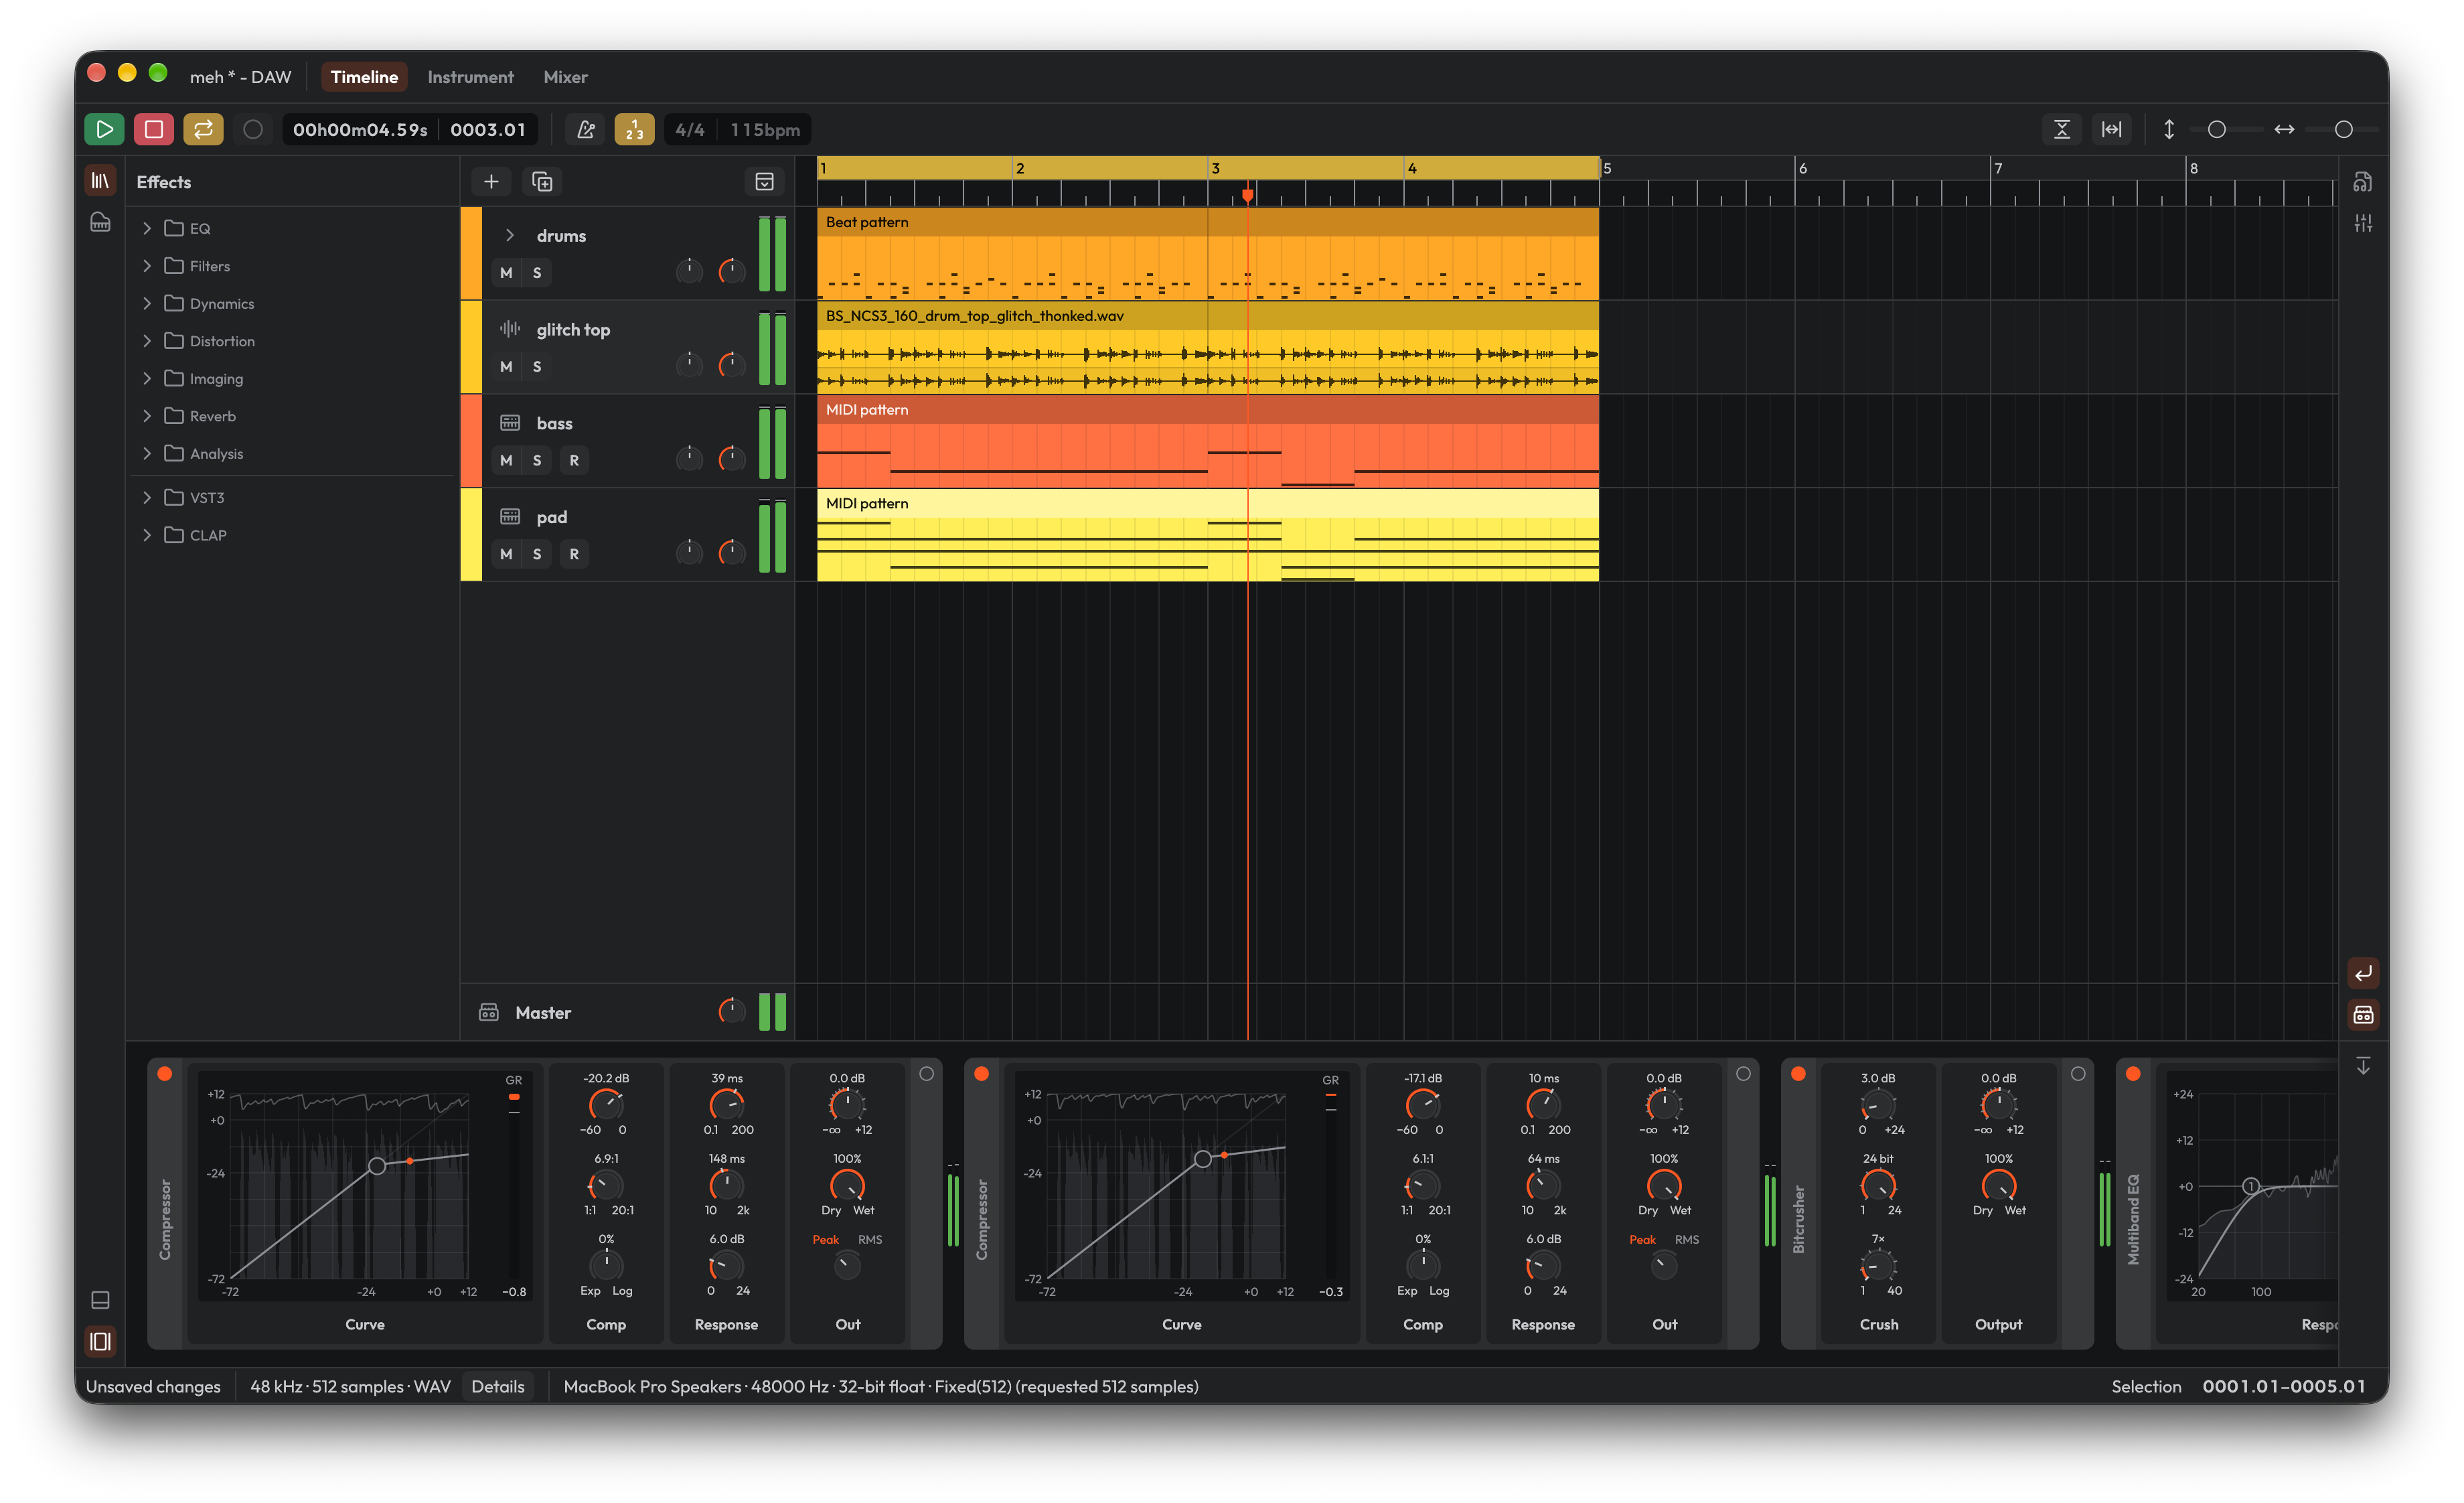 meh * - DAW
Timeline Instrument Mixer
00h00m04.59s 0003.01
1 2 3
4/4 115bpm
Effects
EQ
Filters
Dynamics
Distortion
Imaging
Reverb
Analysis
VST3
CLAP
drums
M S
glitch top
M S
bass
M S R
pad
M S R
Master
1 2 3 4 5 6 7 8
Beat pattern
BS_NCS3_160_drum_top_glitch_thonked.wav
MIDI pattern
MIDI pattern
Compressor
GR
+12
+0
-24
-72
-72 -24 +0 +12 -0.8
Curve
-20.2 dB
-60 0
6.9:1
1:1 20:1
0%
Exp Log
Comp
39 ms
0.1 200
148 ms
10 2k
6.0 dB
0 24
Response
0.0 dB
-∞ +12
100%
Dry Wet
Peak RMS
Out
Compressor
GR
+12
+0
-24
-72
-72 -24 +0 +12 -0.3
Curve
-17.1 dB
-60 0
6.1:1
1:1 20:1
0%
Exp Log
Comp
10 ms
0.1 200
64 ms
10 2k
6.0 dB
0 24
Response
0.0 dB
-∞ +12
100%
Dry Wet
Peak RMS
Out
Bitcrusher
3.0 dB
0 +24
24 bit
1 24
7×
1 40
Crush
0.0 dB
-∞ +12
100%
Dry Wet
Output
Multiband EQ
+24
+12
+0
-12
-24
1
20 100
Respo
Unsaved changes
48 kHz · 512 samples · WAV
Details
MacBook Pro Speakers · 48000 Hz · 32-bit float · Fixed(512) (requested 512 samples)
Selection 0001.01–0005.01